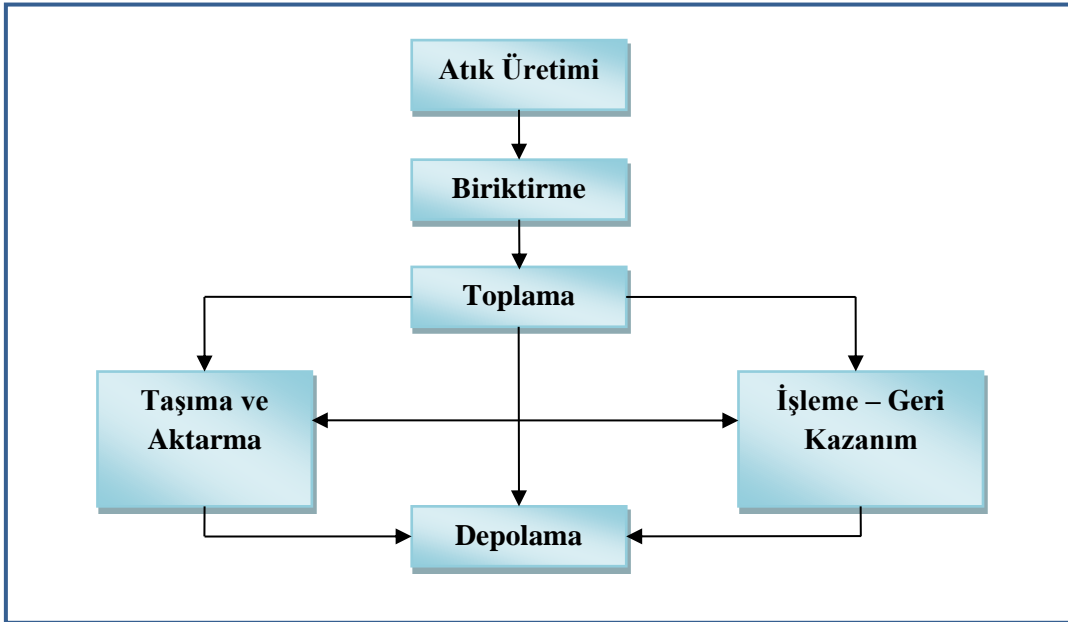 Atık Üretimi
Biriktirme
Toplama
Taşıma ve
Aktarma
İşleme – Geri
Kazanım
Depolama